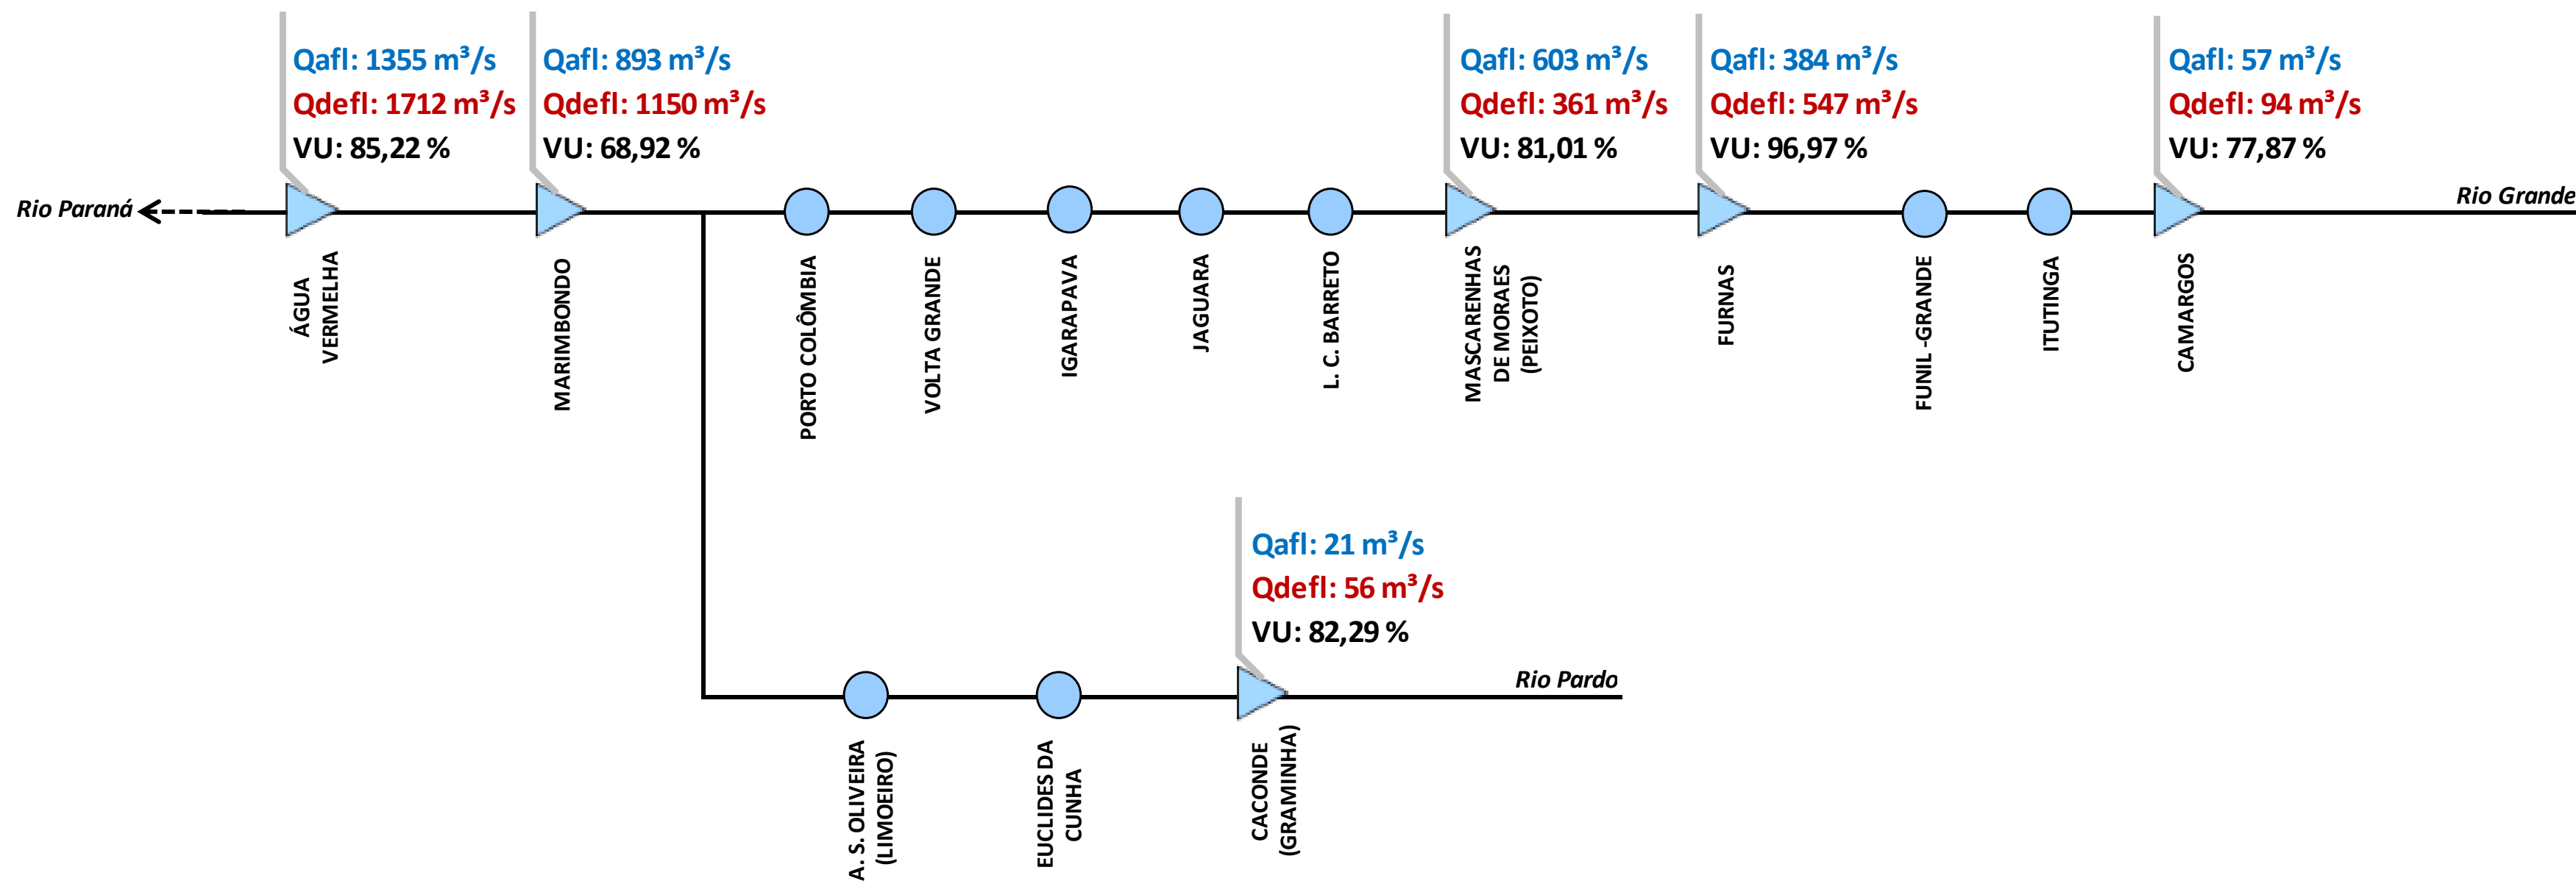 Qafl: 1355 m³/s
Qdefl: 1712 m³/s
VU: 85,22 %
Qafl: 893 m³/s
Qdefl: 1150 m³/s
VU: 68,92 %
Qafl: 603 m³/s
Qdefl: 361 m³/s
VU: 81,01 %
Qafl: 384 m³/s
Qdefl: 547 m³/s
VU: 96,97 %
Qafl: 57 m³/s
Qdefl: 94 m³/s
VU: 77,87 %
Rio Paraná
Rio Grande
ÁGUA
VERMELHA
MARIMBONDO
PORTO COLÔMBIA
VOLTA GRANDE
IGARAPAVA
JAGUARA
L. C. BARRETO
MASCARENHAS
DE MORAES
(PEIXOTO)
FURNAS
FUNIL -GRANDE
ITUTINGA
CAMARGOS
Qafl: 21 m³/s
Qdefl: 56 m³/s
VU: 82,29 %
Rio Pardo
A. S. OLIVEIRA
(LIMOEIRO)
EUCLIDES DA
CUNHA
CACONDE
(GRAMINHA)